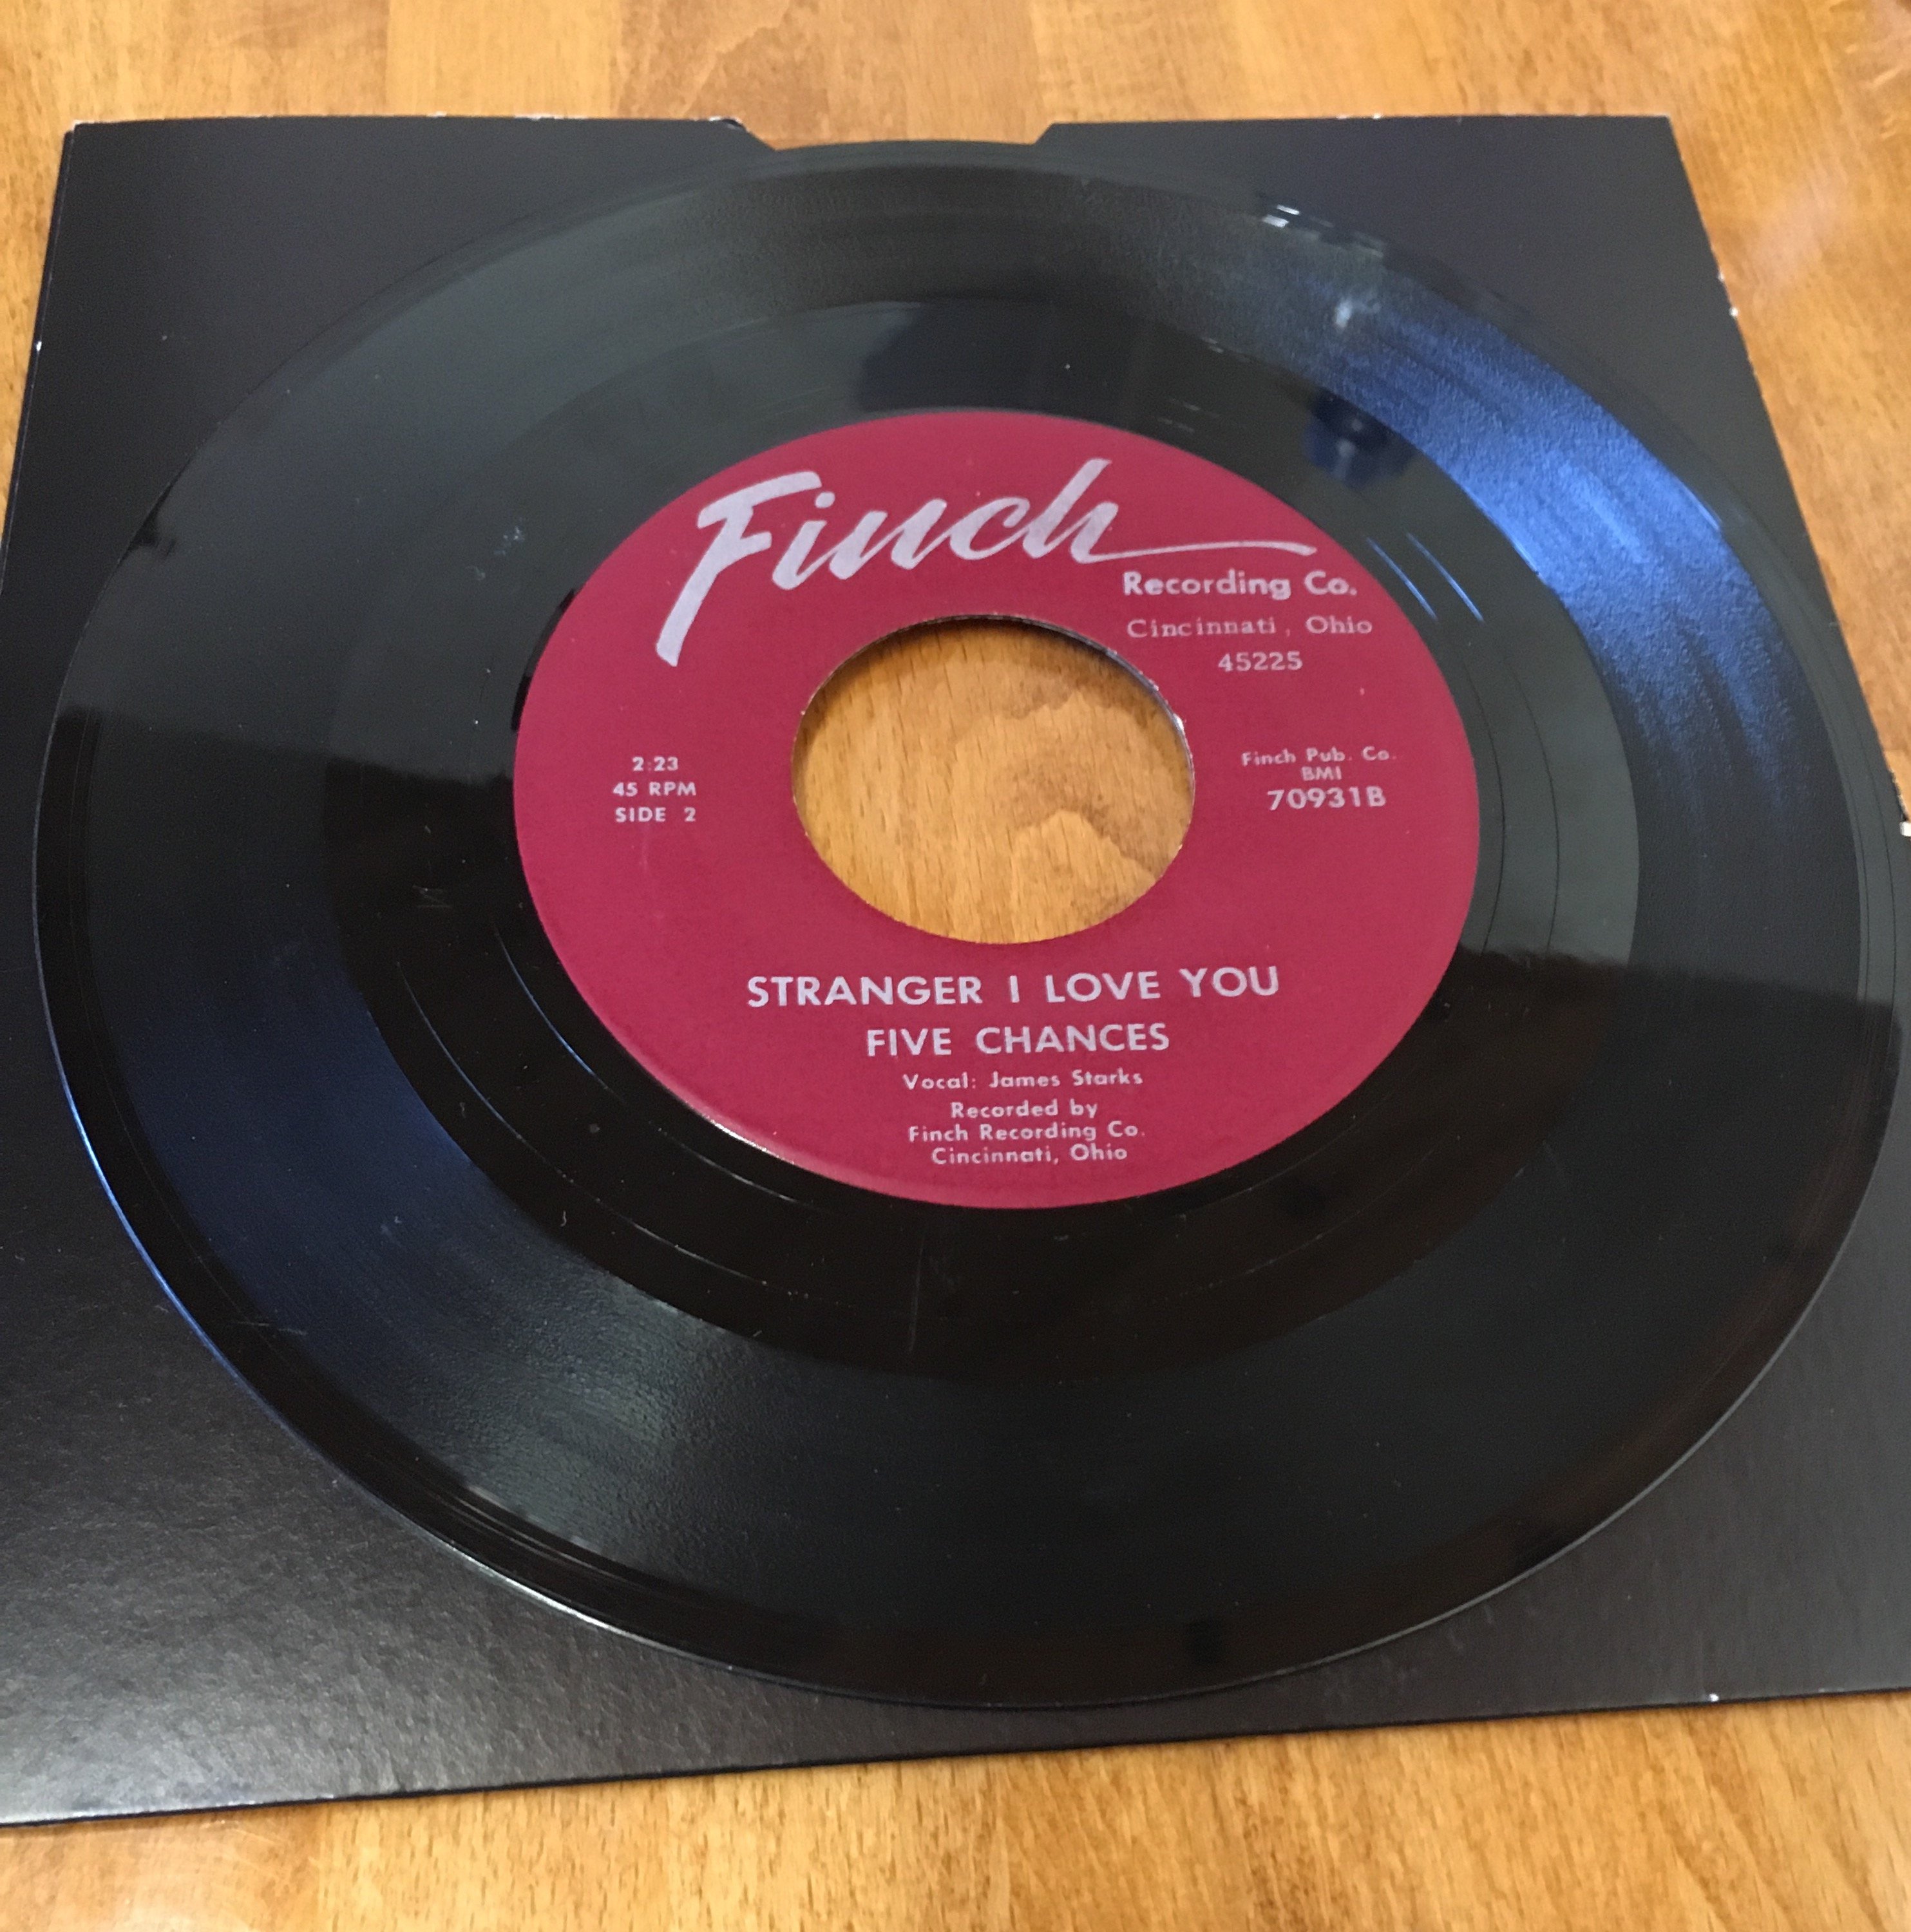 Finch
Recording Co.
Cincinnati, Ohio
45225
2:23
45 RPM
SIDE 2
Finch Pub. Co.
BMI
70931B
STRANGER I LOVE YOU
FIVE CHANCES
Vocal: James Starks
Recorded by
Finch Recording Co.
Cincinnati, Ohio